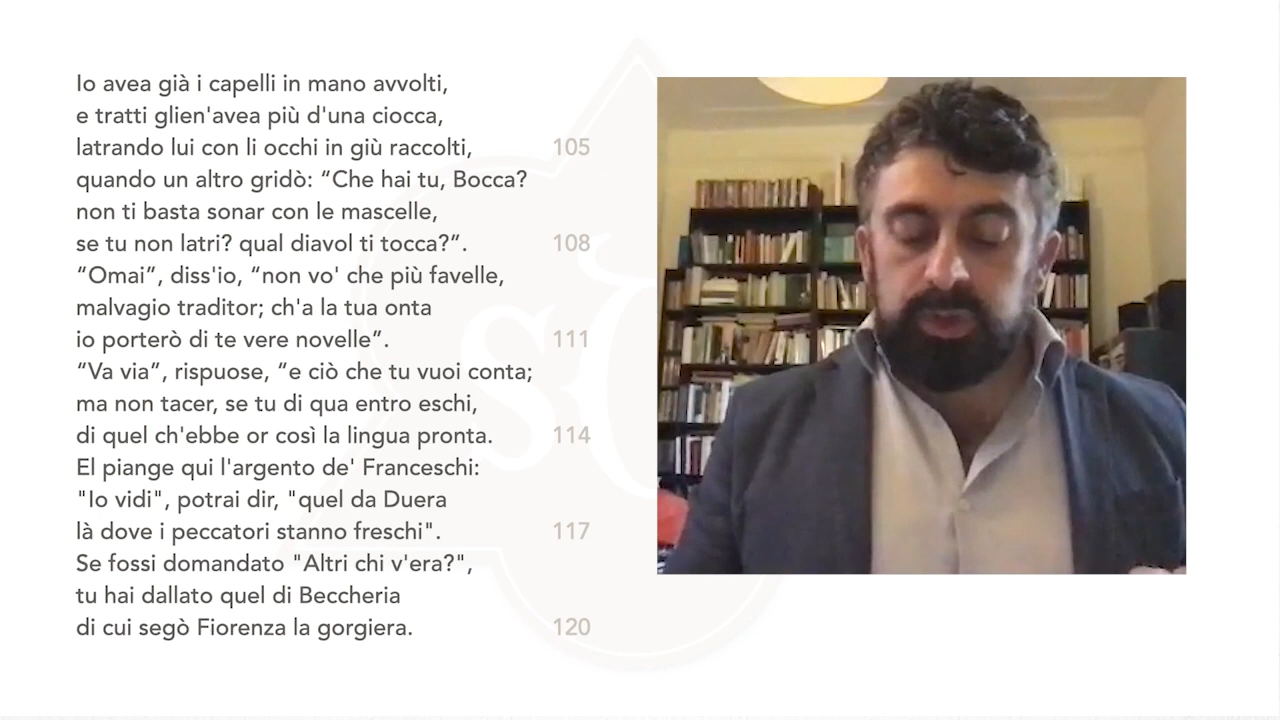 Io avea già i capelli in mano avvolti,
e tratti glien'avea più d'una ciocca,
latrando lui con li occhi in giù raccolti, 105
quando un altro gridò: “Che hai tu, Bocca?
non ti basta sonar con le mascelle,
se tu non latri? qual diavol ti tocca?”. 108
“Omai”, diss'io, “non vo' che più favelle,
malvagio traditor; ch'a la tua onta
io porterò di te vere novelle”. 111
“Va via”, rispuose, “e ciò che tu vuoi conta;
ma non tacer, se tu di qua entro eschi,
di quel ch'ebbe or così la lingua pronta. 114
El piange qui l'argento de' Franceschi:
"Io vidi", potrai dir, "quel da Duera
là dove i peccatori stanno freschi". 117
Se fossi domandato "Altri chi v'era?",
tu hai dallato quel di Beccheria
di cui segò Fiorenza la gorgiera. 120